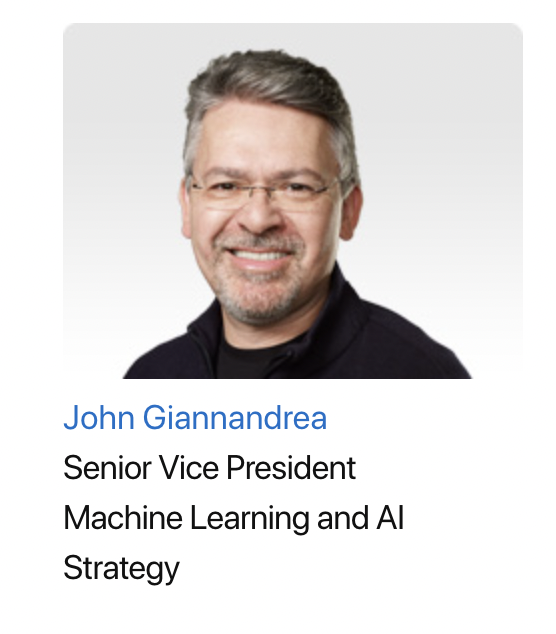 John Giannandrea
Senior Vice President
Machine Learning and AI
Strategy